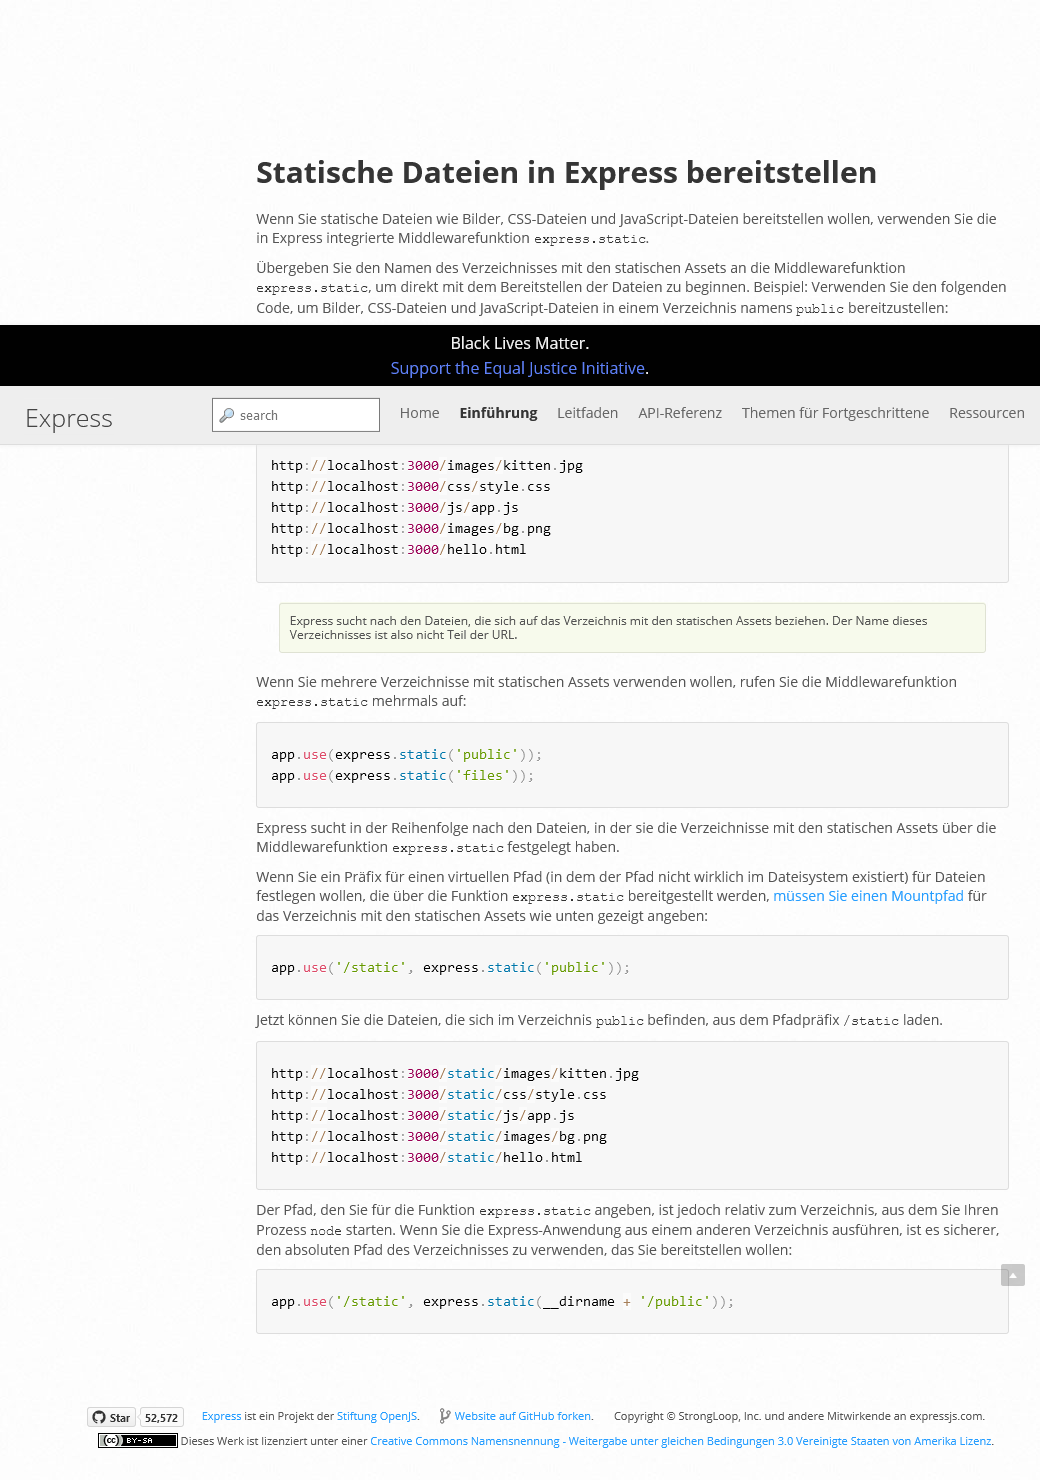 Statische Dateien in Express bereitstellen
Wenn Sie statische Dateien wie Bilder, CSS-Dateien und JavaScript-Dateien bereitstellen wollen, verwenden Sie die
in Express integrierte Middlewarefunktion express.static.
Übergeben Sie den Namen des Verzeichnisses mit den statischen Assets an die Middlewarefunktion
express.static, um direkt mit dem Bereitstellen der Dateien zu beginnen. Beispiel: Verwenden Sie den folgenden
Code, um Bilder, CSS-Dateien und JavaScript-Dateien in einem Verzeichnis namens public bereitzustellen:
Black Lives Matter.
Support the Equal Justice Initiative.
Express
search
Home Einführung Leitfaden API-Referenz Themen für Fortgeschrittene Ressourcen
http://localhost:3000/images/kitten.jpg
http://localhost:3000/css/style.css
http://localhost:3000/js/app.js
http://localhost:3000/images/bg.png
http://localhost:3000/hello.html
Express sucht nach den Dateien, die sich auf das Verzeichnis mit den statischen Assets beziehen. Der Name dieses
Verzeichnisses ist also nicht Teil der URL.
Wenn Sie mehrere Verzeichnisse mit statischen Assets verwenden wollen, rufen Sie die Middlewarefunktion
express.static mehrmals auf:
app.use(express.static('public'));
app.use(express.static('files'));
Express sucht in der Reihenfolge nach den Dateien, in der sie die Verzeichnisse mit den statischen Assets über die
Middlewarefunktion express.static festgelegt haben.
Wenn Sie ein Präfix für einen virtuellen Pfad (in dem der Pfad nicht wirklich im Dateisystem existiert) für Dateien
festlegen wollen, die über die Funktion express.static bereitgestellt werden, müssen Sie einen Mountpfad für
das Verzeichnis mit den statischen Assets wie unten gezeigt angeben:
app.use('/static', express.static('public'));
Jetzt können Sie die Dateien, die sich im Verzeichnis public befinden, aus dem Pfadpräfix /static laden.
http://localhost:3000/static/images/kitten.jpg
http://localhost:3000/static/css/style.css
http://localhost:3000/static/js/app.js
http://localhost:3000/static/images/bg.png
http://localhost:3000/static/hello.html
Der Pfad, den Sie für die Funktion express.static angeben, ist jedoch relativ zum Verzeichnis, aus dem Sie Ihren
Prozess node starten. Wenn Sie die Express-Anwendung aus einem anderen Verzeichnis ausführen, ist es sicherer,
den absoluten Pfad des Verzeichnisses zu verwenden, das Sie bereitstellen wollen:
app.use('/static', express.static(__dirname + '/public'));
Star 52,572 Express ist ein Projekt der Stiftung OpenJS. Website auf GitHub forken. Copyright © StrongLoop, Inc. und andere Mitwirkende an expressjs.com.
(cc) BY-SA Dieses Werk ist lizenziert unter einer Creative Commons Namensnennung - Weitergabe unter gleichen Bedingungen 3.0 Vereinigte Staaten von Amerika Lizenz.